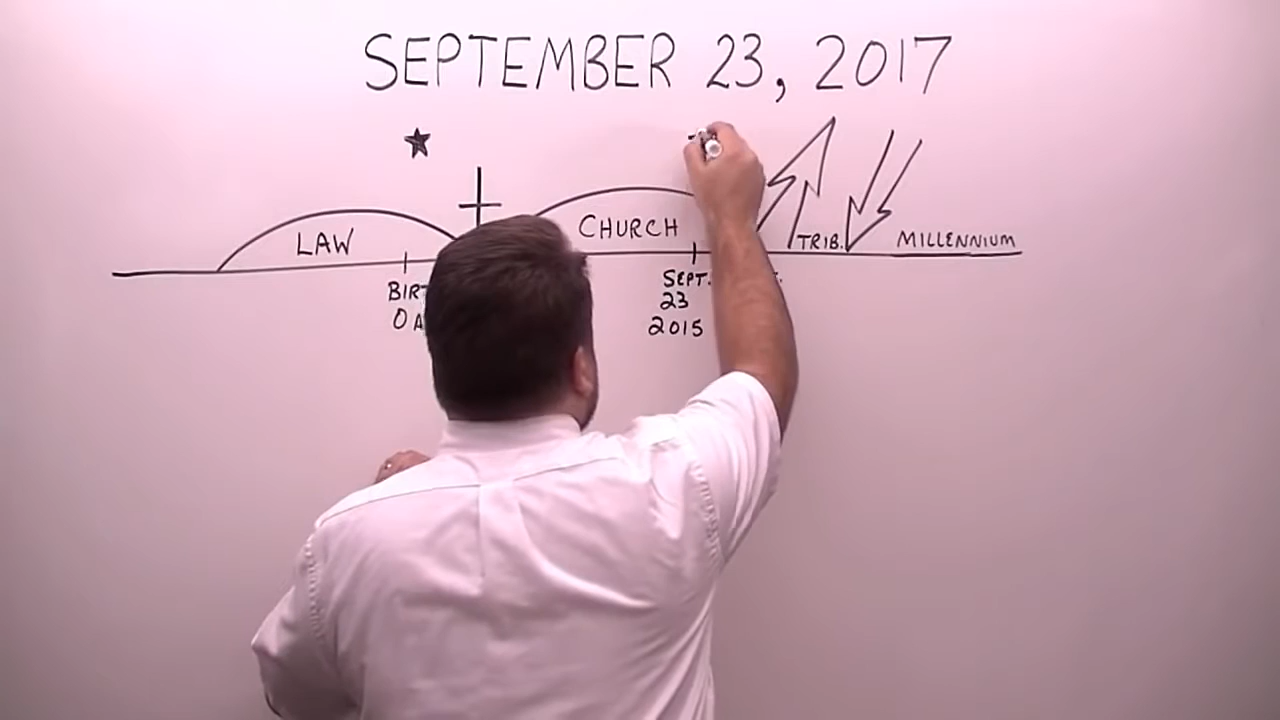 SEPTEMBER 23, 2017
LAW
CHURCH
TRIB.
MILLENNIUM
SEPT.
23
2015